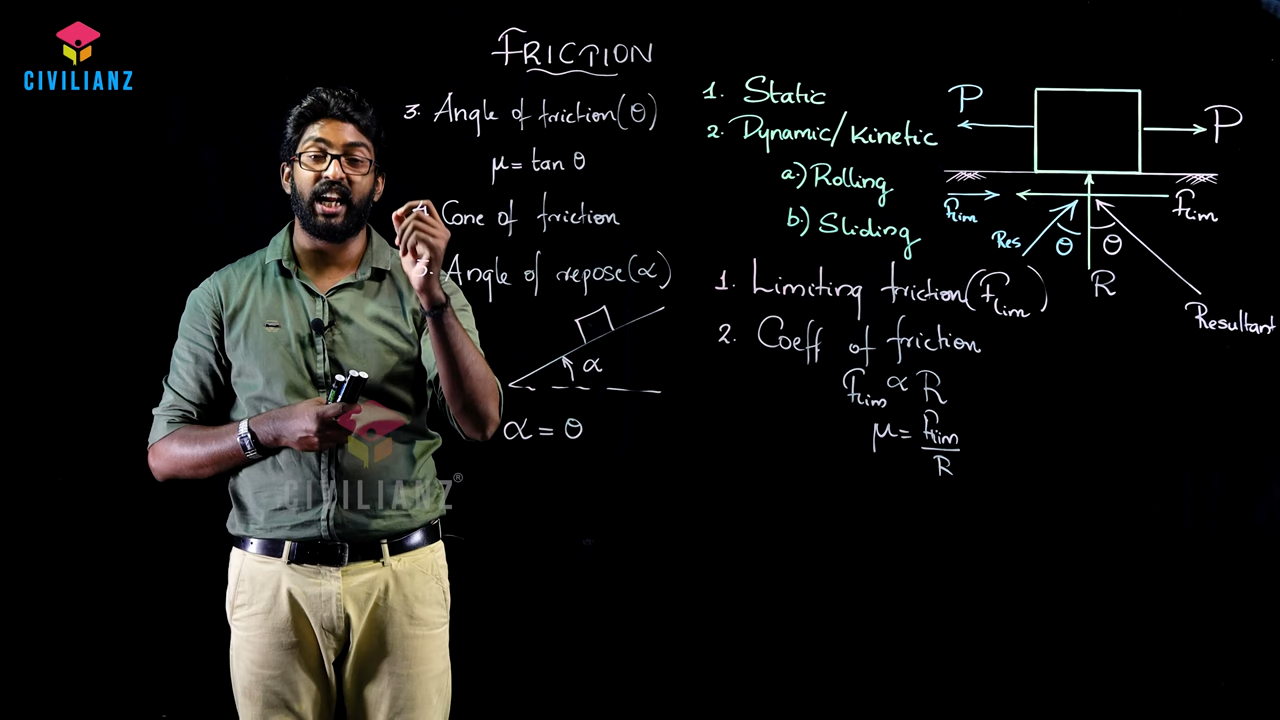 CIVILIANZ
FRICTION
3. Angle of friction (θ)
μ = tan θ
4. Cone of friction
5. Angle of repose (α)
α
α = θ
1. Static
2. Dynamic/Kinetic
a.) Rolling
b.) Sliding
1. Limiting friction (Flim)
2. Coeff of friction
Flim ∝ R
μ = Flim
R
P
P
Flim
Flim
Res
θ
θ
R
Resultant
CIVILIANZ®